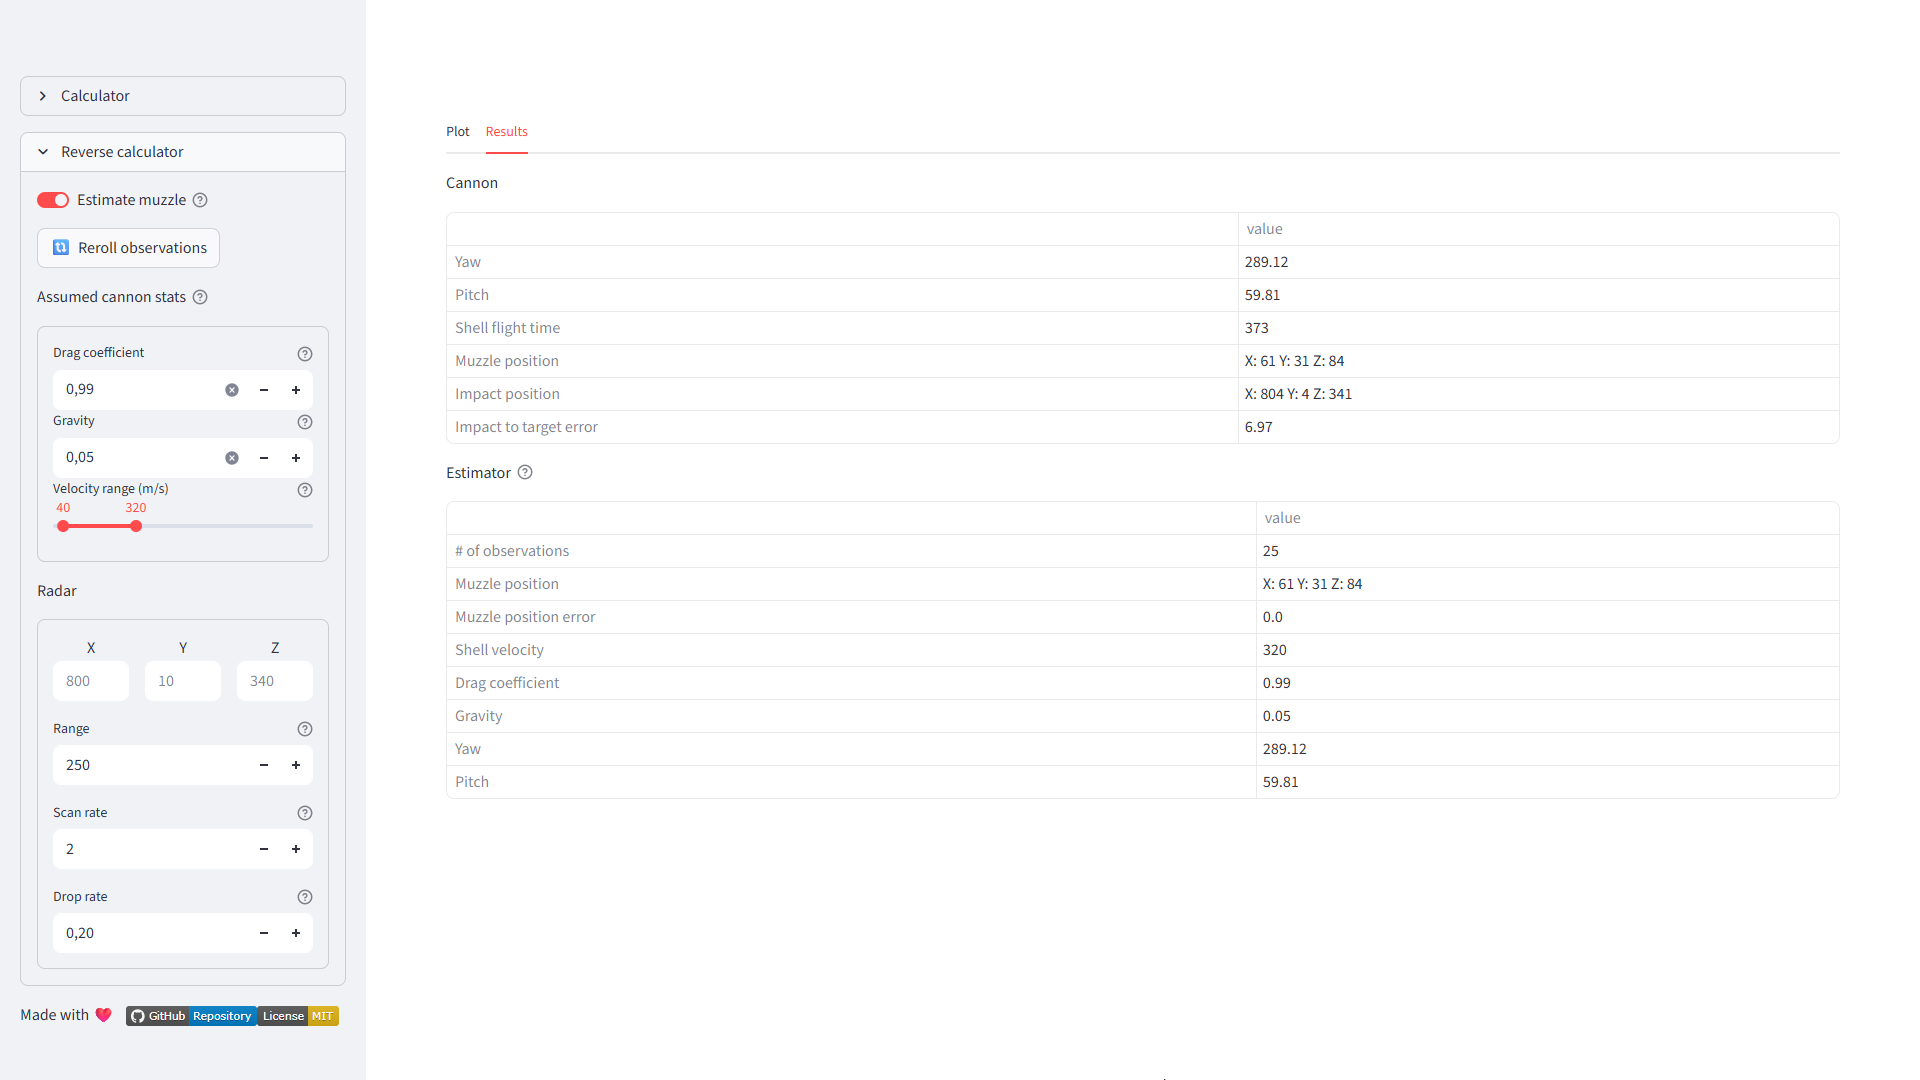 Calculator
Reverse calculator
Estimate muzzle
Reroll observations
Assumed cannon stats
Drag coefficient
0,99
Gravity
0,05
Velocity range (m/s)
40 320
Radar
X Y Z
800 10 340
Range
250
Scan rate
2
Drop rate
0,20
Made with
GitHub Repository License MIT
Plot Results
Cannon
value
Yaw 289.12
Pitch 59.81
Shell flight time 373
Muzzle position X: 61 Y: 31 Z: 84
Impact position X: 804 Y: 4 Z: 341
Impact to target error 6.97
Estimator
value
# of observations 25
Muzzle position X: 61 Y: 31 Z: 84
Muzzle position error 0.0
Shell velocity 320
Drag coefficient 0.99
Gravity 0.05
Yaw 289.12
Pitch 59.81